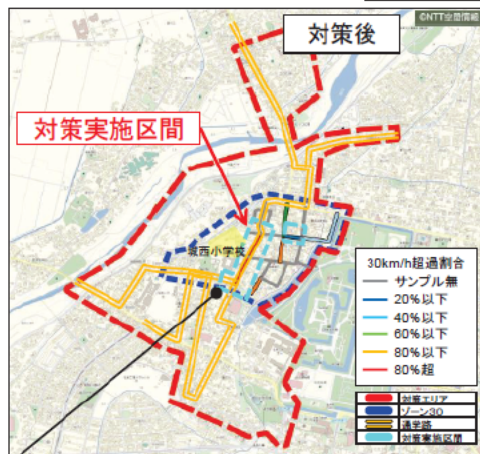 ©NTT空間情報
対策後
対策実施区間
城西小学校
30km/h超過割合
サンプル無
20%以下
40%以下
60%以下
80%以下
80%超
対策エリア
ゾーン30
通学路
対策実施区間